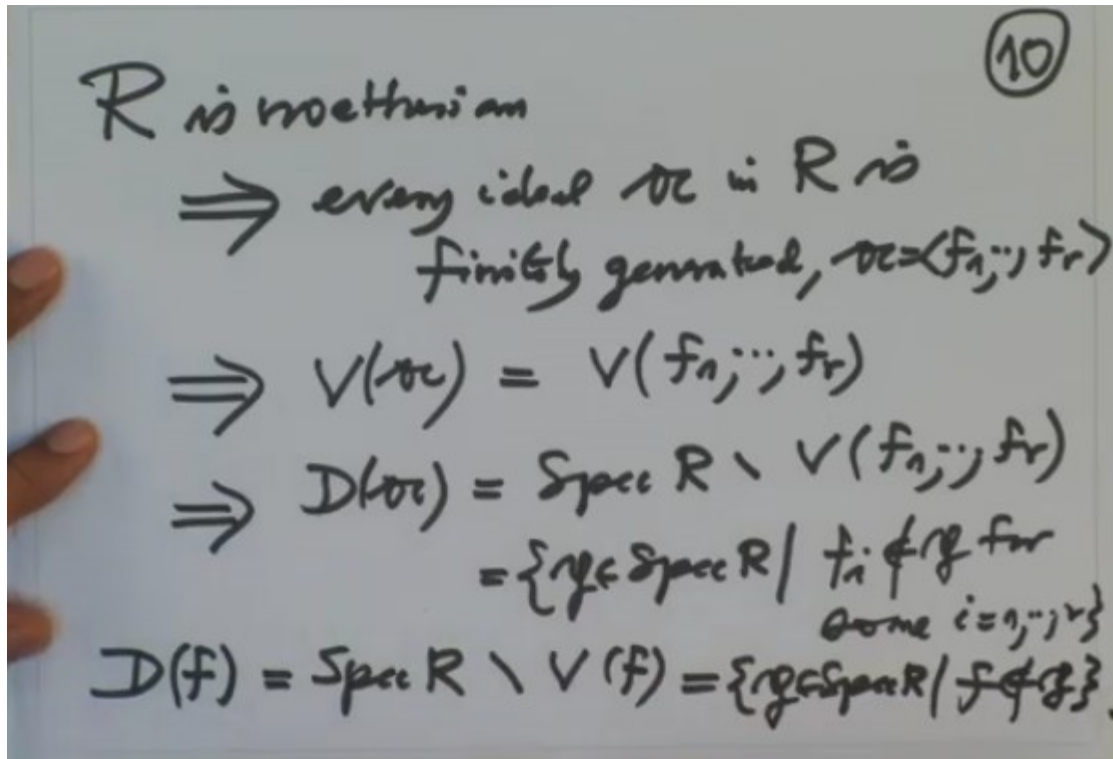 10
R is noetherian
⟹ every ideal 𝔞 in R is
finitely generated, 𝔞=<f₁,..,fᵣ>
⟹ V(𝔞) = V(f₁,...,fᵣ)
⟹ D(𝔞) = Spec R \ V(f₁,..,fᵣ)
={𝔭∈Spec R | fᵢ∉𝔭 for
some i=1,..,r}
D(f) = Spec R \ V(f) ={𝔭∈Spec R | f∉𝔭}.